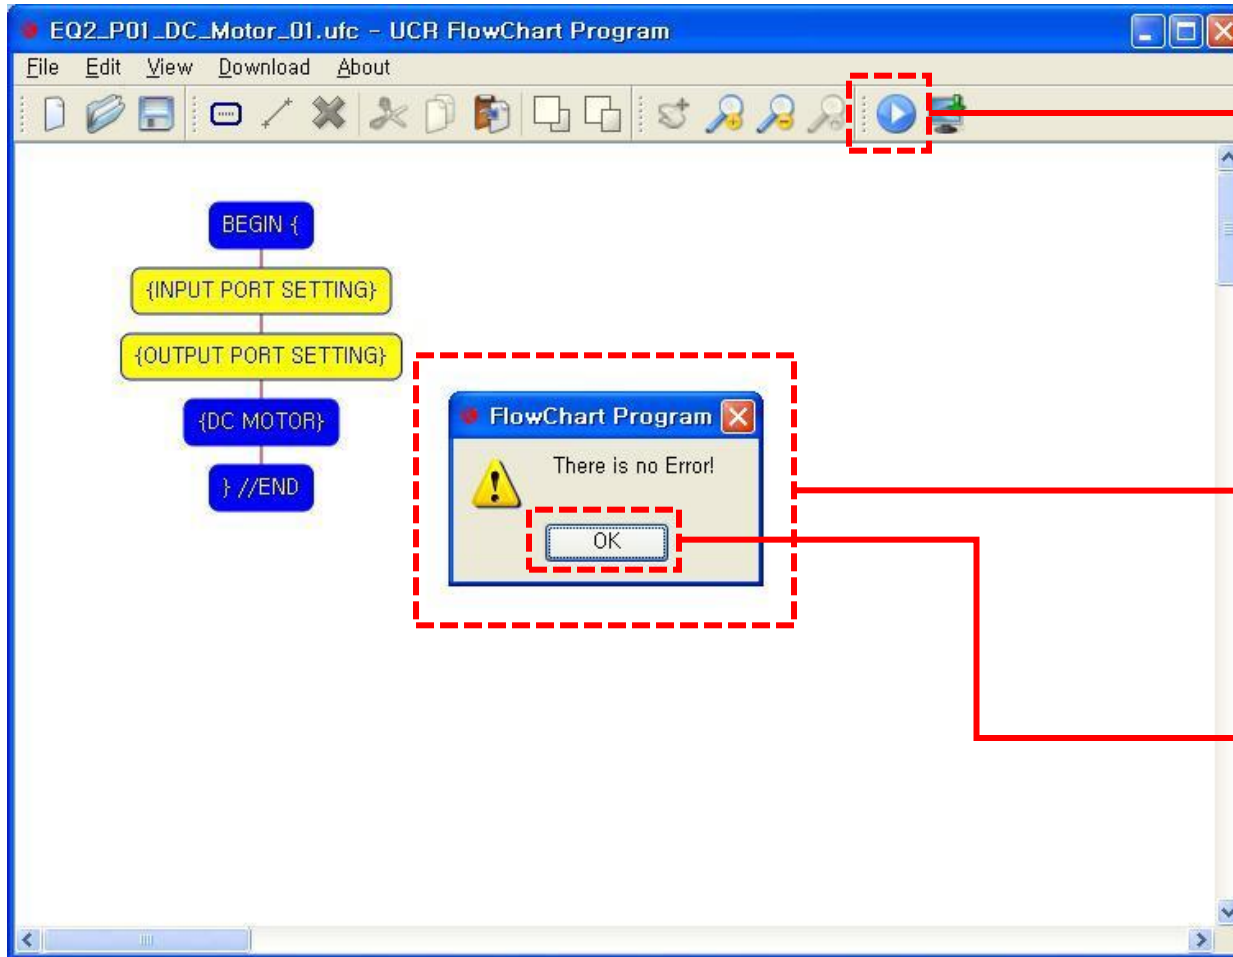 EQ2_P01_DC_Motor_01.ufc - UCR FlowChart Program
File Edit View Download About
BEGIN {
{INPUT PORT SETTING}
{OUTPUT PORT SETTING}
{DC MOTOR}
} //END
FlowChart Program
There is no Error!
OK